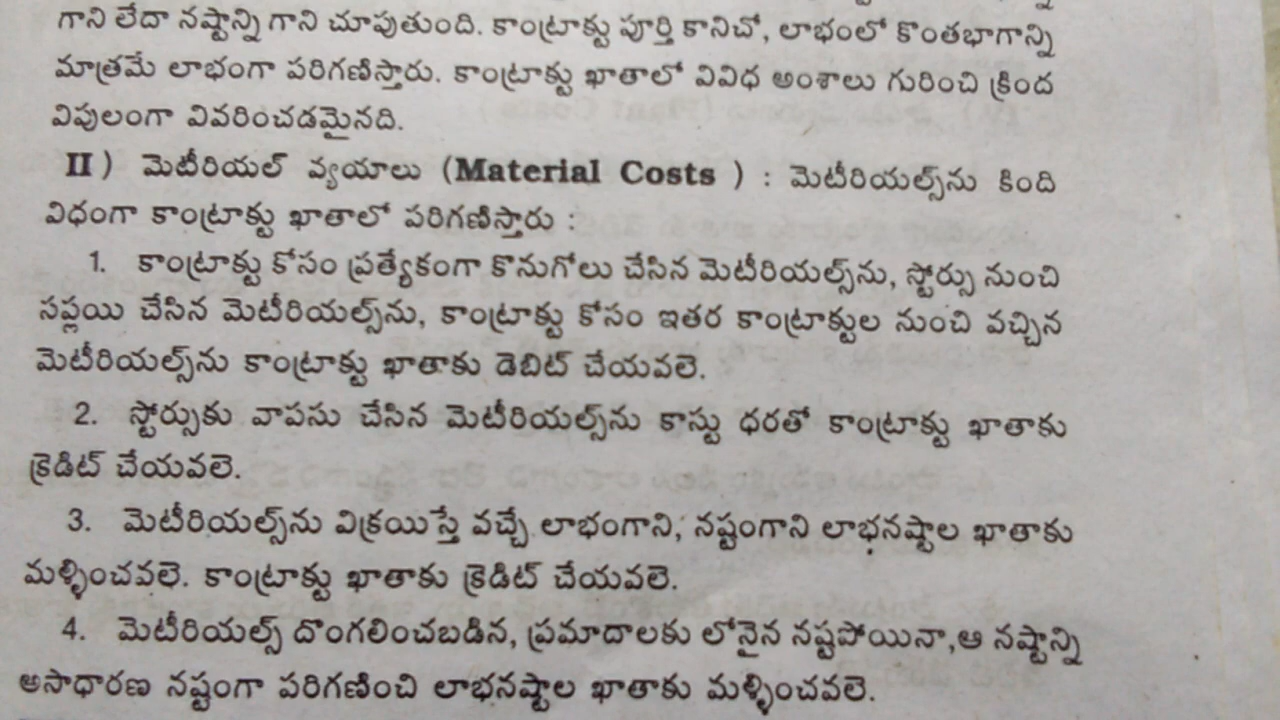 గాని లేదా నష్టాన్ని గాని చూపుతుంది. కాంట్రాక్టు పూర్తి కానిచో, లాభంలో కొంతభాగాన్ని
మాత్రమే లాభంగా పరిగణిస్తారు. కాంట్రాక్టు ఖాతాలో వివిధ అంశాలు గురించి క్రింద
విపులంగా వివరించడమైనది.
II ) మెటీరియల్ వ్యయాలు (Material Costs ) : మెటీరియల్స్‌ను కింది
విధంగా కాంట్రాక్టు ఖాతాలో పరిగణిస్తారు :
1. కాంట్రాక్టు కోసం ప్రత్యేకంగా కొనుగోలు చేసిన మెటీరియల్స్‌ను, స్టోర్సు నుంచి
సప్లయి చేసిన మెటీరియల్స్‌ను, కాంట్రాక్టు కోసం ఇతర కాంట్రాక్టుల నుంచి వచ్చిన
మెటీరియల్స్‌ను కాంట్రాక్టు ఖాతాకు డెబిట్ చేయవలె.
2. స్టోర్సుకు వాపసు చేసిన మెటీరియల్స్‌ను కాస్టు ధరతో కాంట్రాక్టు ఖాతాకు
క్రెడిట్ చేయవలె.
3. మెటీరియల్స్‌ను విక్రయిస్తే వచ్చే లాభంగాని, నష్టంగాని లాభనష్టాల ఖాతాకు
మళ్ళించవలె. కాంట్రాక్టు ఖాతాకు క్రెడిట్ చేయవలె.
4. మెటీరియల్స్ దొంగలించబడిన, ప్రమాదాలకు లోనైన నష్టపోయినా,ఆ నష్టాన్ని
అసాధారణ నష్టంగా పరిగణించి లాభనష్టాల ఖాతాకు మళ్ళించవలె.